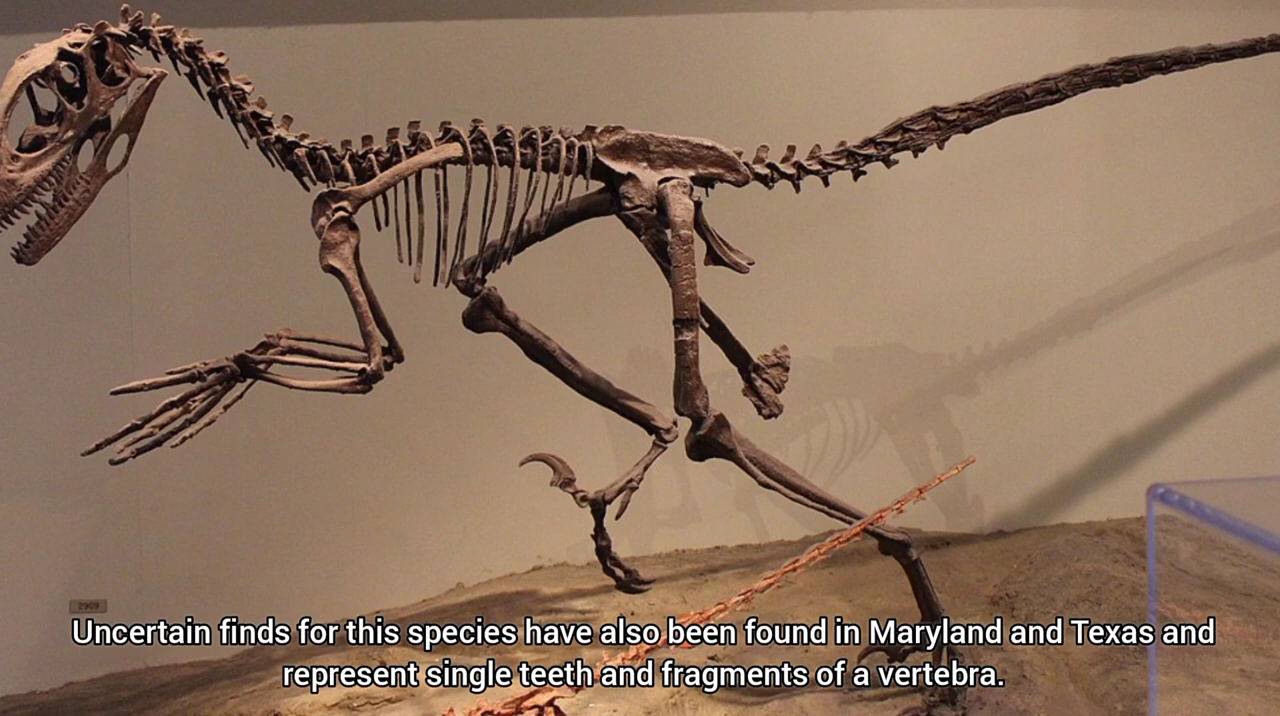 2909
Uncertain finds for this species have also been found in Maryland and Texas and
represent single teeth and fragments of a vertebra.